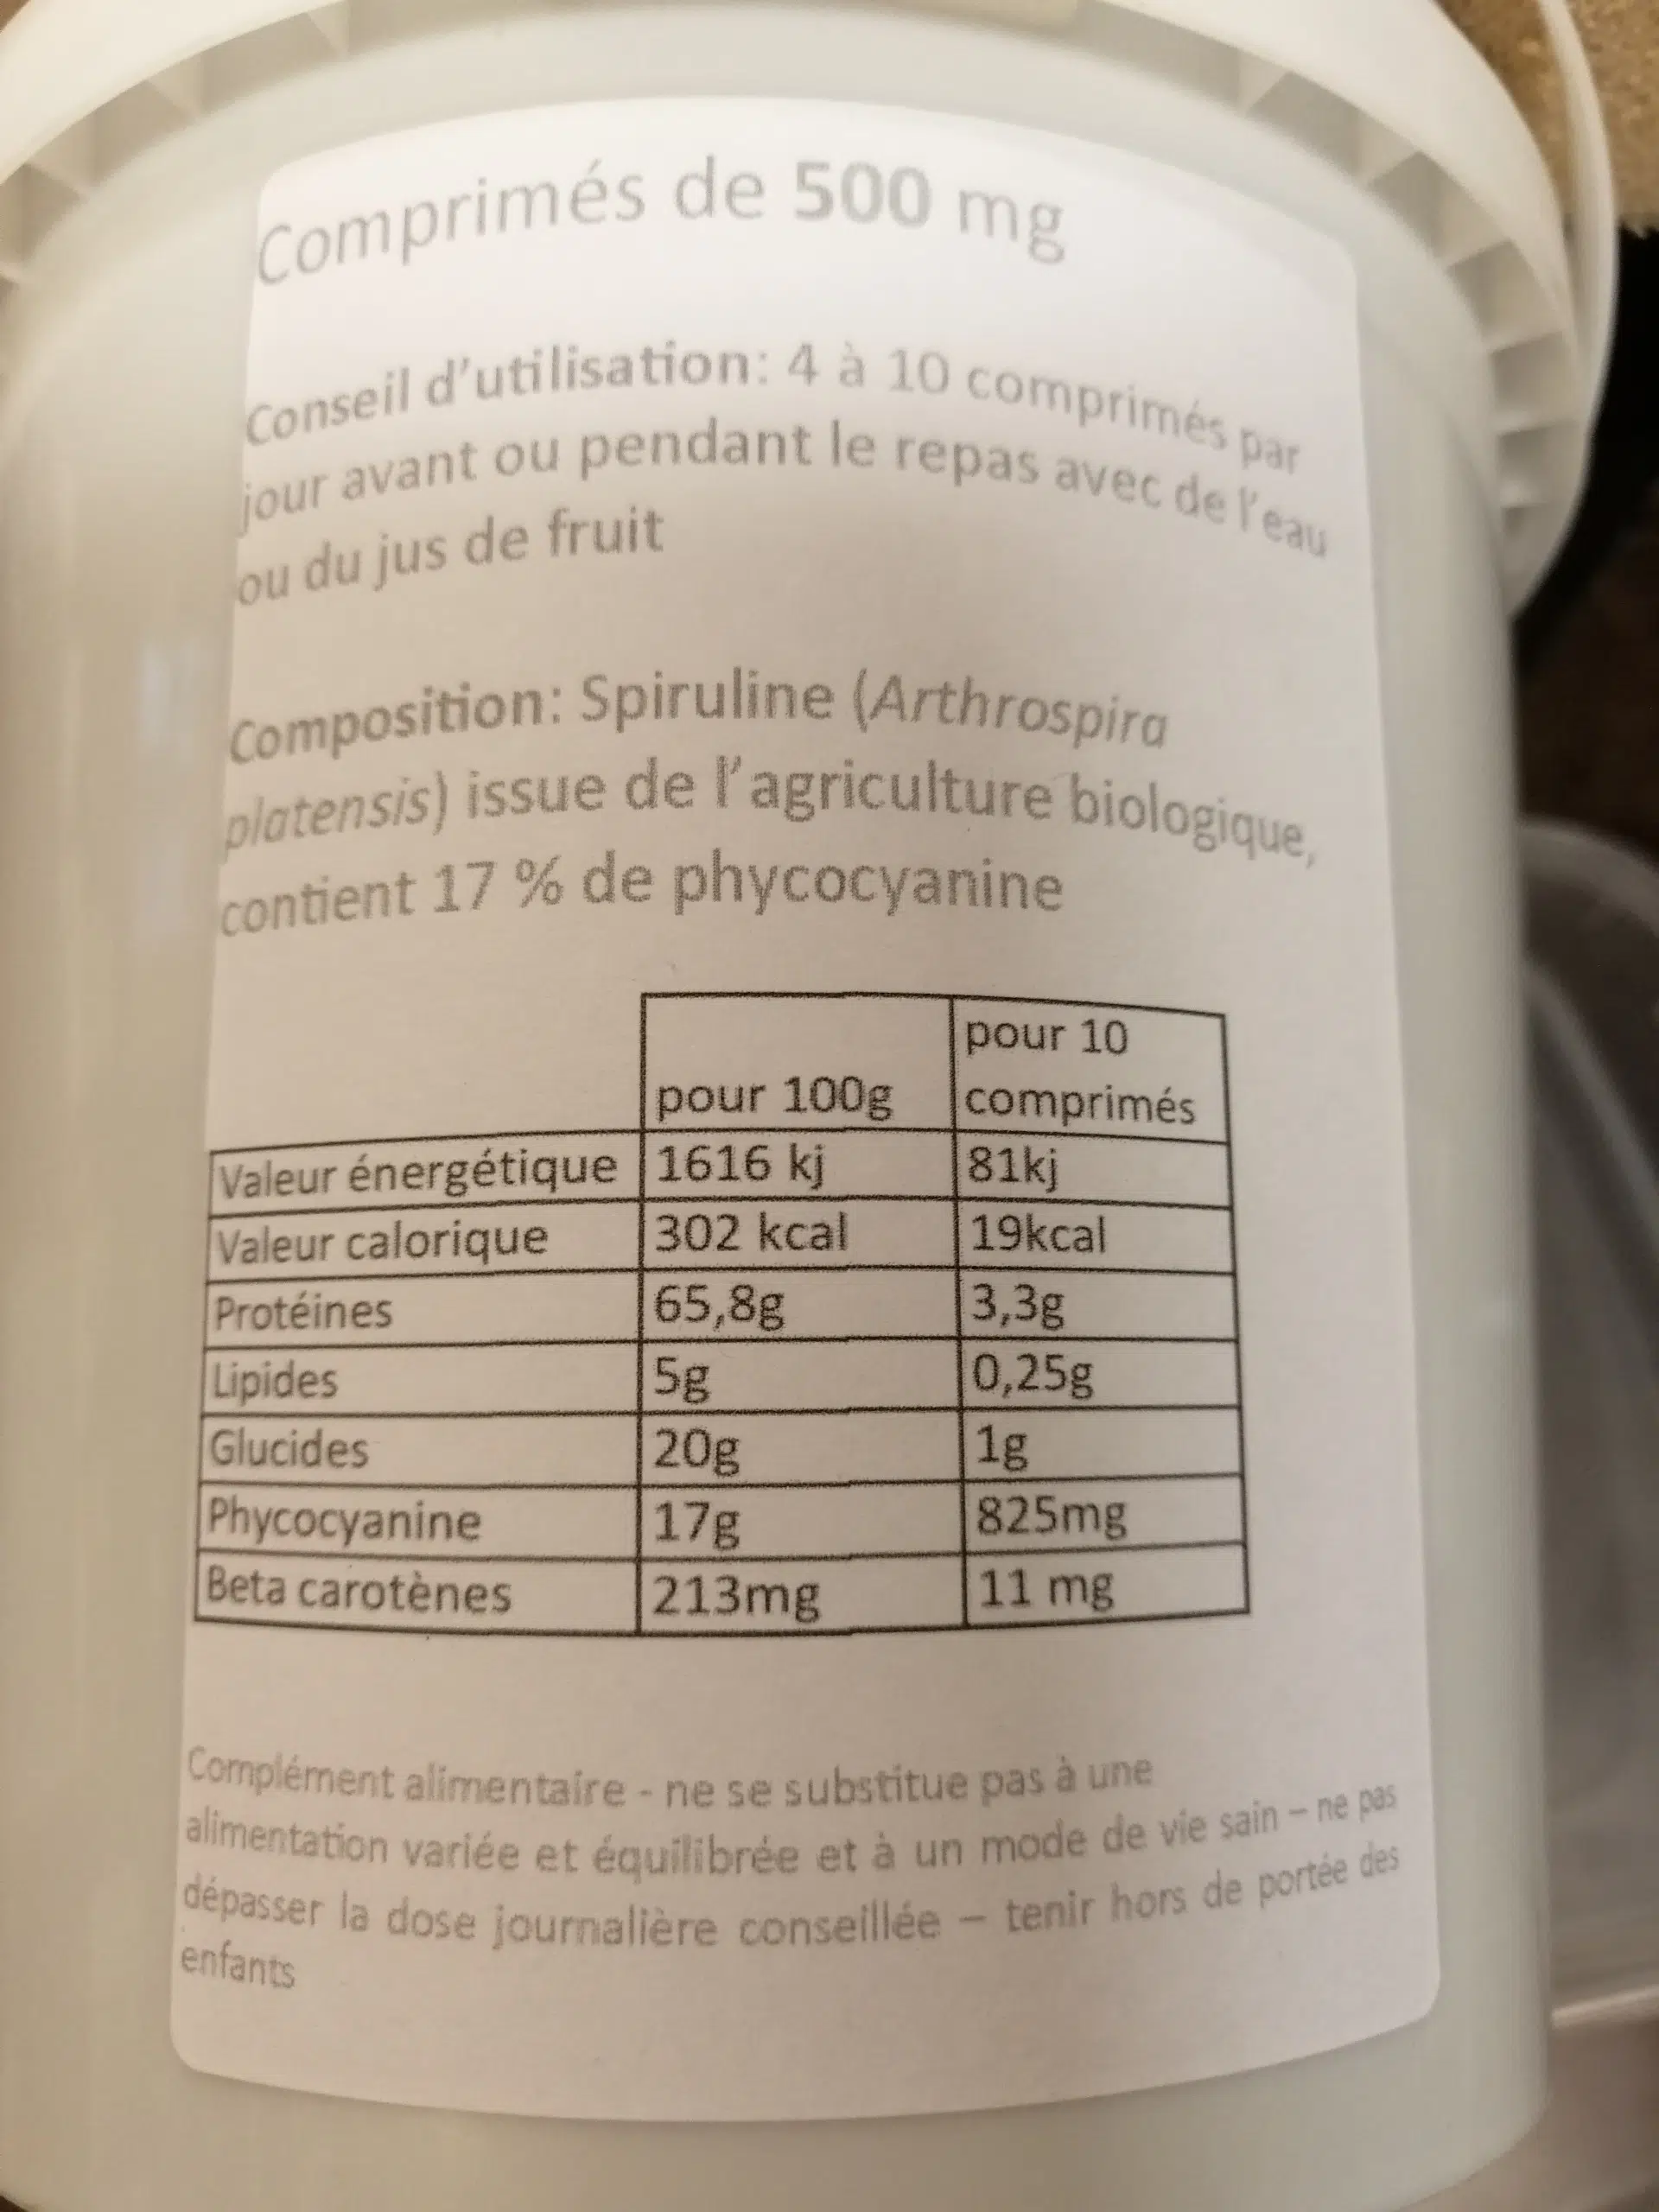 Comprimés de 500 mg
Conseil d'utilisation: 4 à 10 comprimés par
jour avant ou pendant le repas avec de l'eau
ou du jus de fruit
Composition: Spiruline (Arthrospira
platensis) issue de l'agriculture biologique,
contient 17 % de phycocyanine
pour 100g pour 10 comprimés
Valeur énergétique 1616 kj 81kj
Valeur calorique 302 kcal 19kcal
Protéines 65,8g 3,3g
Lipides 5g 0,25g
Glucides 20g 1g
Phycocyanine 17g 825mg
Beta carotènes 213mg 11 mg
Complément alimentaire - ne se substitue pas à une
alimentation variée et équilibrée et à un mode de vie sain – ne pas
dépasser la dose journalière conseillée – tenir hors de portée des
enfants